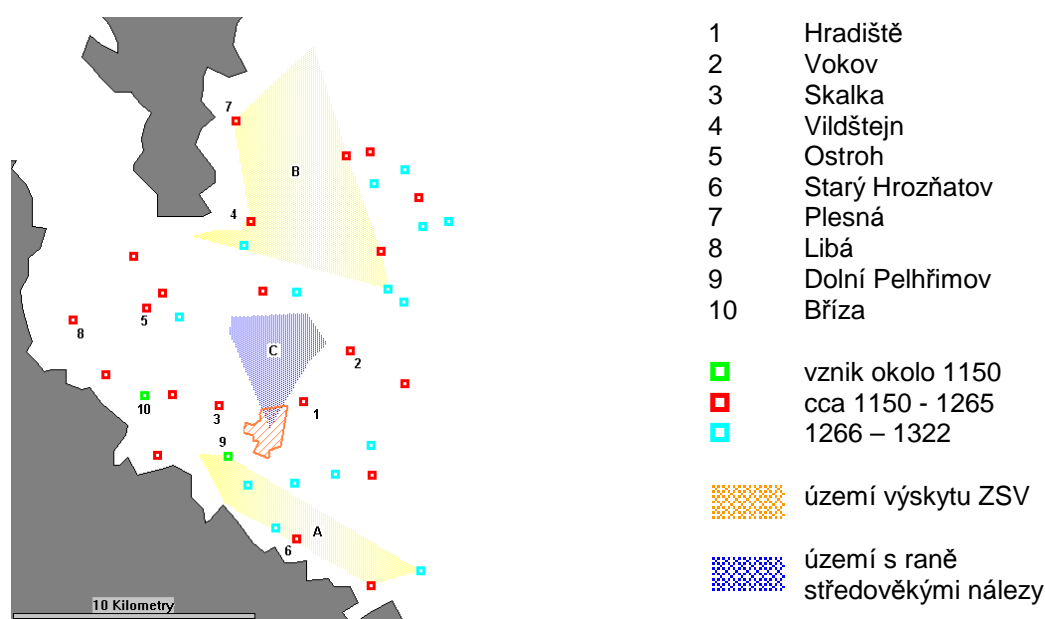 7
B
4
5
8
C
2
10
3
1
9
A
6
10 Kilometry
1 Hradiště
2 Vokov
3 Skalka
4 Vildštejn
5 Ostroh
6 Starý Hrozňatov
7 Plesná
8 Libá
9 Dolní Pelhřimov
10 Bříza
vznik okolo 1150
cca 1150 - 1265
1266 – 1322
území výskytu ZSV
území s raně
středověkými nálezy